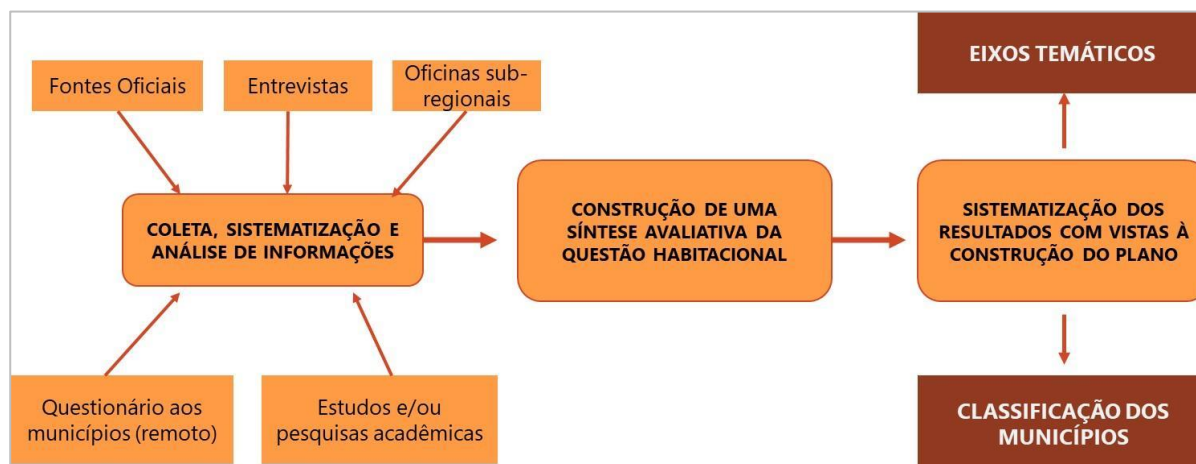 Fontes Oficiais
Entrevistas
Oficinas sub-
regionais
EIXOS TEMÁTICOS
COLETA, SISTEMATIZAÇÃO E
ANÁLISE DE INFORMAÇÕES
CONSTRUÇÃO DE UMA
SÍNTESE AVALIATIVA DA
QUESTÃO HABITACIONAL
SISTEMATIZAÇÃO DOS
RESULTADOS COM VISTAS À
CONSTRUÇÃO DO PLANO
Questionário aos
municípios (remoto)
Estudos e/ou
pesquisas acadêmicas
CLASSIFICAÇÃO DOS
MUNICÍPIOS